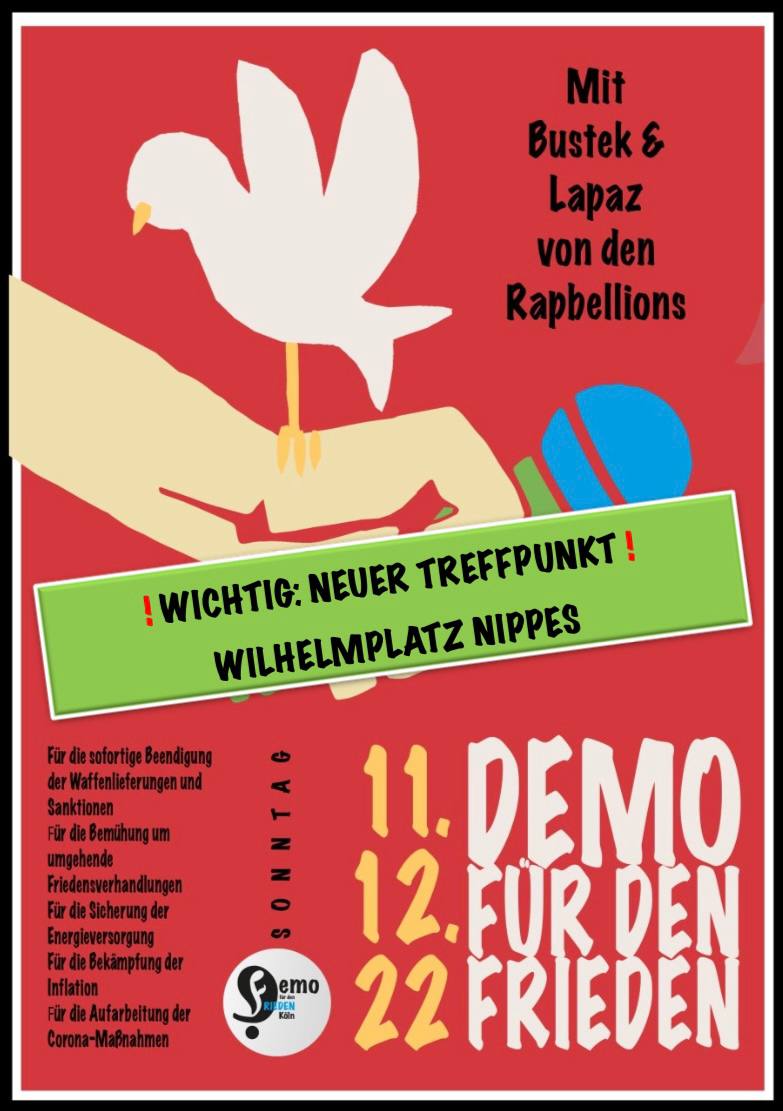 Mit
Bustek &
Lapaz
von den
Rapbellions
! WICHTIG: NEUER TREFFPUNKT !
WILHELMPLATZ NIPPES
Für die sofortige Beendigung
der Waffenlieferungen und
Sanktionen
Für die Bemühung um
umgehende
Friedensverhandlungen
Für die Sicherung der
Energieversorgung
Für die Bekämpfung der
Inflation
Für die Aufarbeitung der
Corona-Maßnahmen
SONNTAG
Demo
für den
FRIEDEN
Köln
11.
12.
22
DEMO
FÜR DEN
FRIEDEN